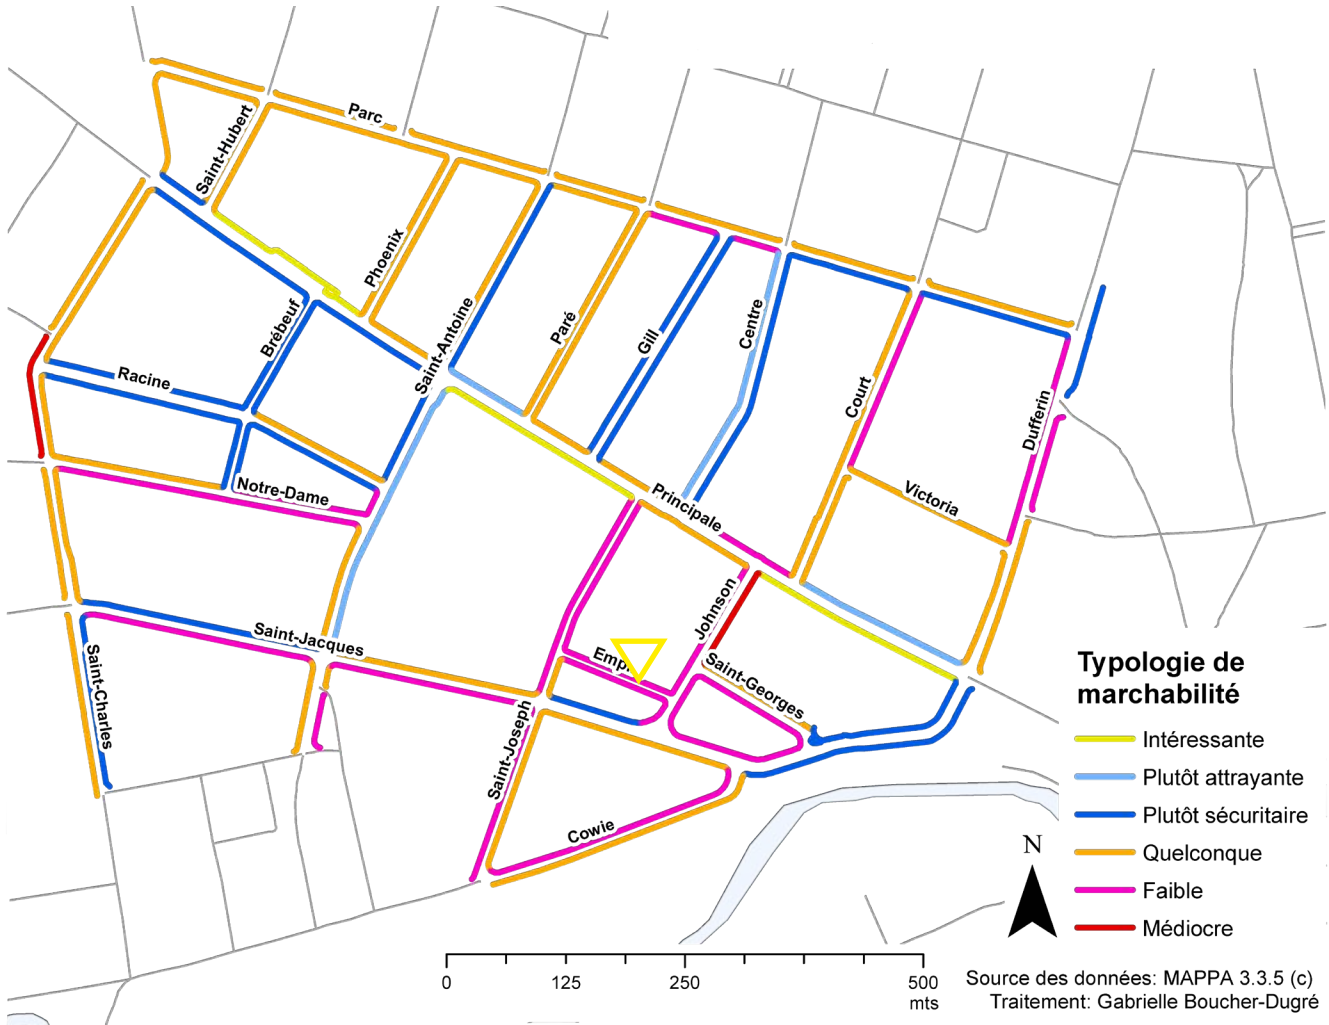 Parc
Saint-Hubert
Phoenix
Brébeuf
Saint-Antoine
Paré
Gill
Centre
Racine
Court
Dufferin
Notre-Dame
Principale
Victoria
Saint-Jacques
Johnson
Saint-Georges
Saint-Charles
Saint-Joseph
Cowie
Typologie de
marchabilité
Intéressante
Plutôt attrayante
Plutôt sécuritaire
Quelconque
Faible
Médiocre
N
0 125 250 500
mts
Source des données: MAPPA 3.3.5 (c)
Traitement: Gabrielle Boucher-Dugré